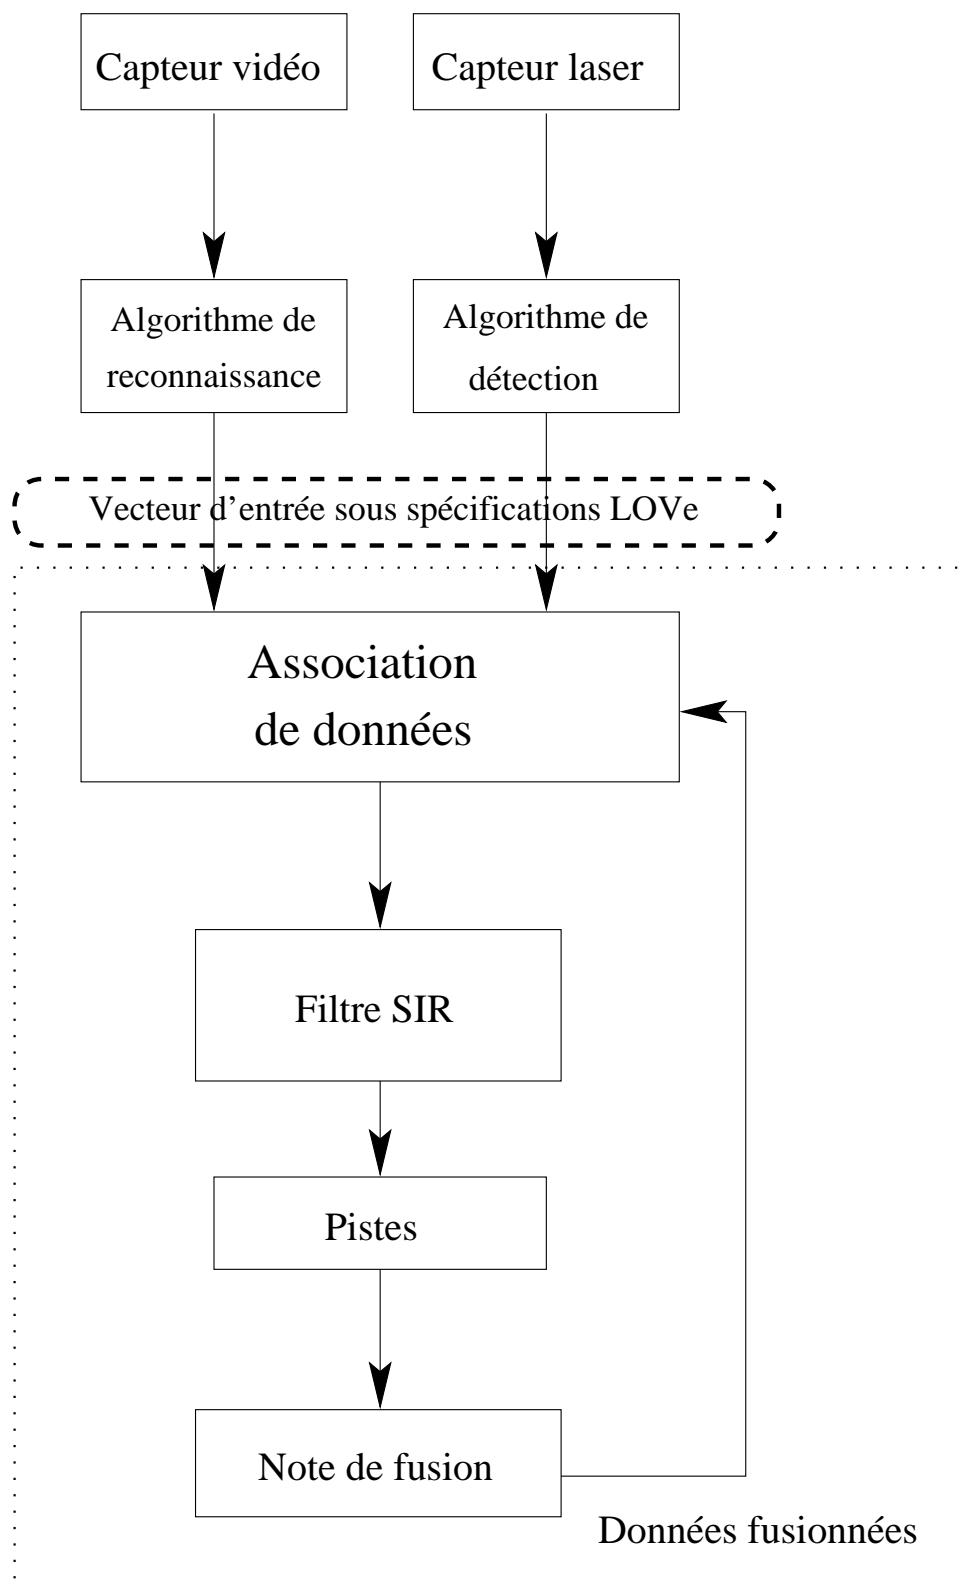 Capteur vidéo
Capteur laser
Algorithme de
reconnaissance
Algorithme de
détection
Vecteur d'entrée sous spécifications LOVe
Association
de données
Filtre SIR
Pistes
Note de fusion
Données fusionnées